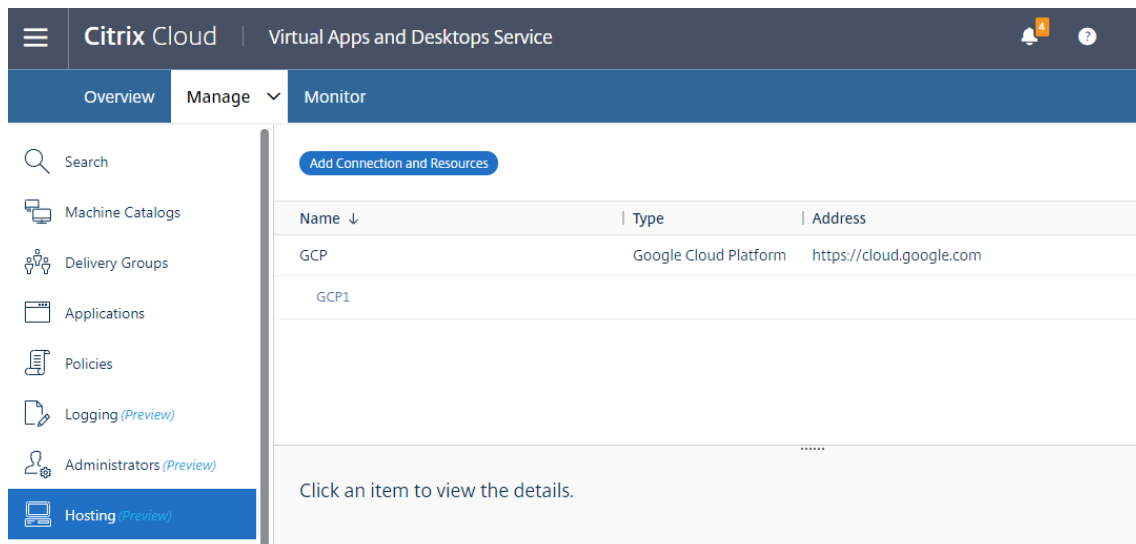 Citrix Cloud | Virtual Apps and Desktops Service 4 ?
Overview Manage Monitor
Search
Machine Catalogs
Delivery Groups
Applications
Policies
Logging (Preview)
Administrators (Preview)
Hosting (Preview)
Add Connection and Resources
Name ↓ Type Address
GCP Google Cloud Platform https://cloud.google.com
GCP1
Click an item to view the details.